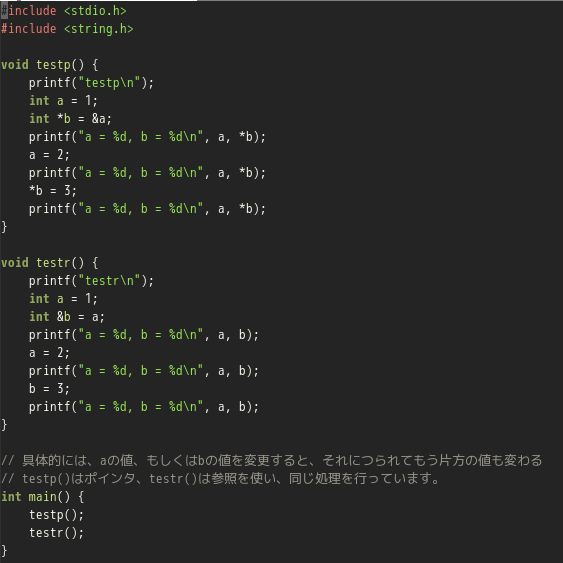 #include <stdio.h>
#include <string.h>

void testp() {
    printf("testp\n");
    int a = 1;
    int *b = &a;
    printf("a = %d, b = %d\n", a, *b);
    a = 2;
    printf("a = %d, b = %d\n", a, *b);
    *b = 3;
    printf("a = %d, b = %d\n", a, *b);
}

void testr() {
    printf("testr\n");
    int a = 1;
    int &b = a;
    printf("a = %d, b = %d\n", a, b);
    a = 2;
    printf("a = %d, b = %d\n", a, b);
    b = 3;
    printf("a = %d, b = %d\n", a, b);
}

// 具体的には、aの値、もしくはbの値を変更すると、それにつられてもう片方の値も変わる
// testp()はポインタ、testr()は参照を使い、同じ処理を行っています。
int main() {
    testp();
    testr();
}